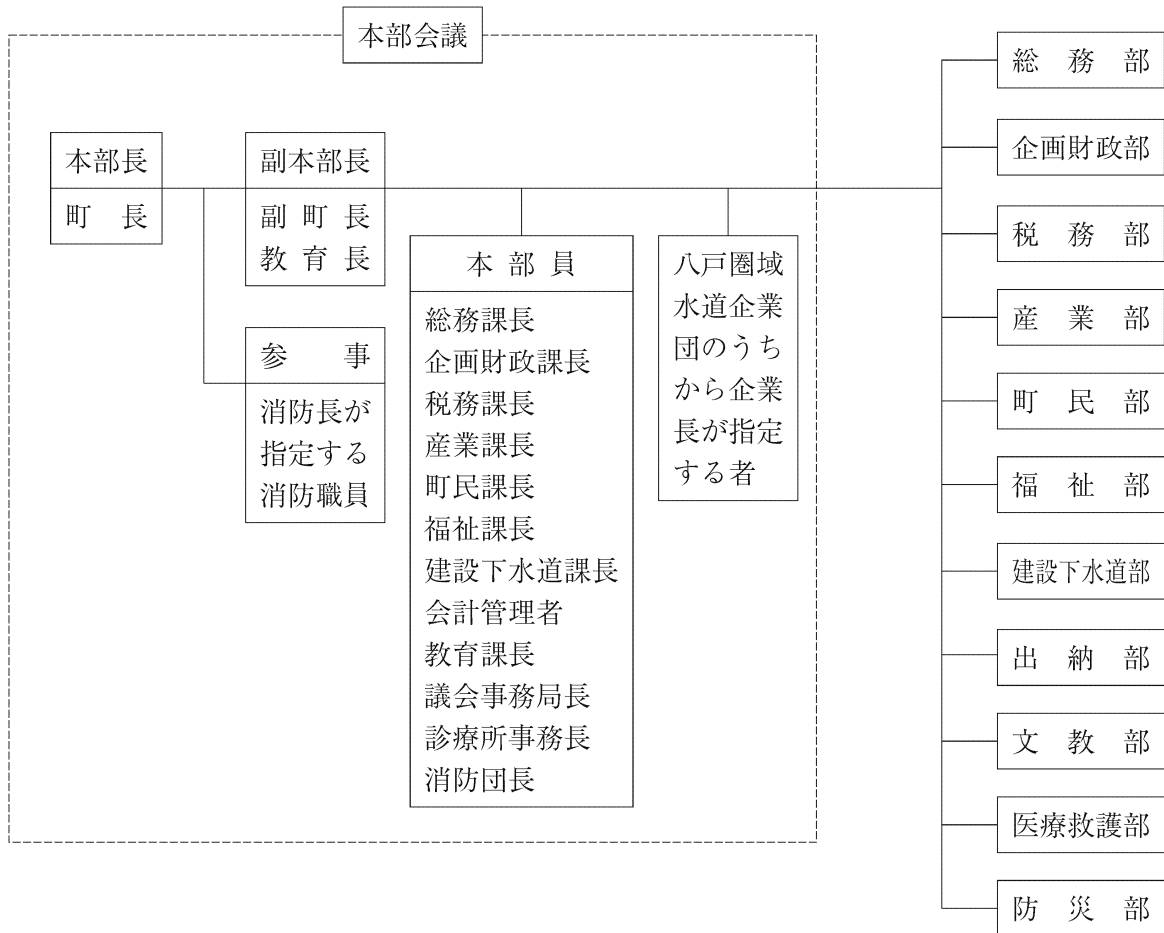 本部会議
本部長
町　長
副本部長
副 町 長
教 育 長
参　　事
消防長が
指定する
消防職員
本 部 員
総務課長
企画財政課長
税務課長
産業課長
町民課長
福祉課長
建設下水道課長
会計管理者
教育課長
議会事務局長
診療所事務長
消防団長
八戸圏域
水道企業
団のうち
から企業
長が指定
する者
総　務　部
企画財政部
税　務　部
産　業　部
町　民　部
福　祉　部
建設下水道部
出　納　部
文　教　部
医療救護部
防　災　部